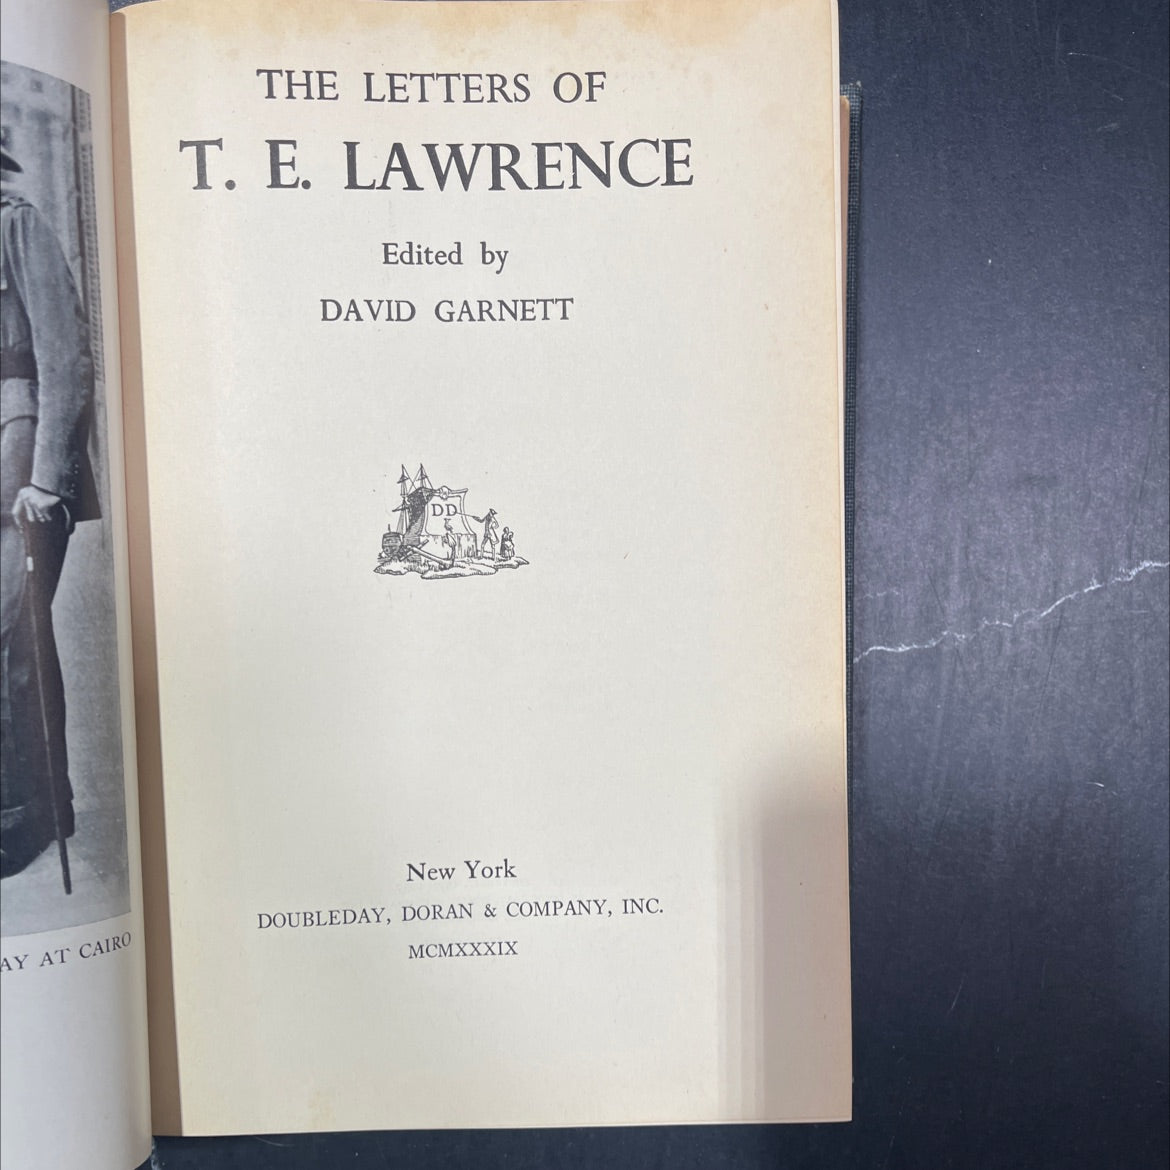 THE LETTERS OF
T. E. LAWRENCE
Edited by
DAVID GARNETT
DD
New York
DOUBLEDAY, DORAN & COMPANY, INC.
MCMXXXIX
AY AT CAIRO